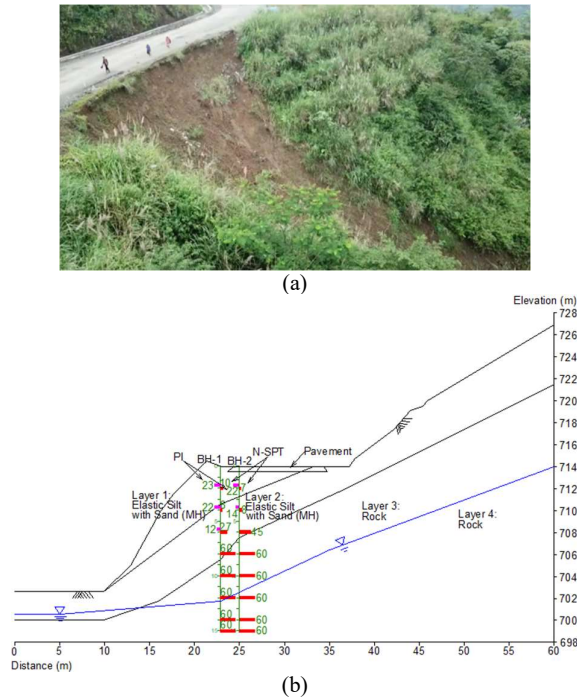 (a)
Elevation (m)
728
726
724
722
720
718
716
714
712
710
708
706
704
702
700
698
PI
BH-1
BH-2
N-SPT
Pavement
Layer 1:
Elastic Silt
with Sand (MH)
Layer 2:
Elastic Silt
with Sand (MH)
Layer 3:
Rock
Layer 4:
Rock
23
10
22
7
22
9
14
12
27
45
60
60
60
60
60
60
60
60
60
60
0 5 10 15 20 25 30 35 40 45 50 55 60
Distance (m)
(b)